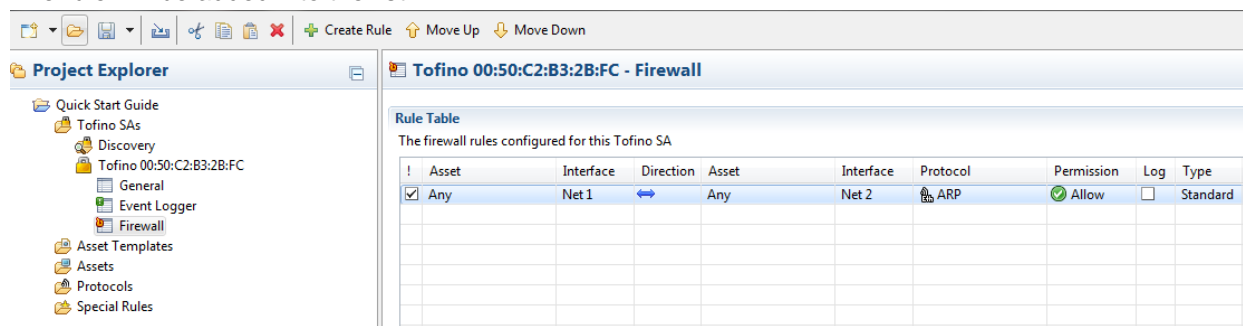 Create Rule Move Up Move Down
Project Explorer
Quick Start Guide
Tofino SAs
Discovery
Tofino 00:50:C2:B3:2B:FC
General
Event Logger
Firewall
Asset Templates
Assets
Protocols
Special Rules
Tofino 00:50:C2:B3:2B:FC - Firewall
Rule Table
The firewall rules configured for this Tofino SA
! Asset Interface Direction Asset Interface Protocol Permission Log Type
Any Net 1 Any Net 2 ARP Allow Standard